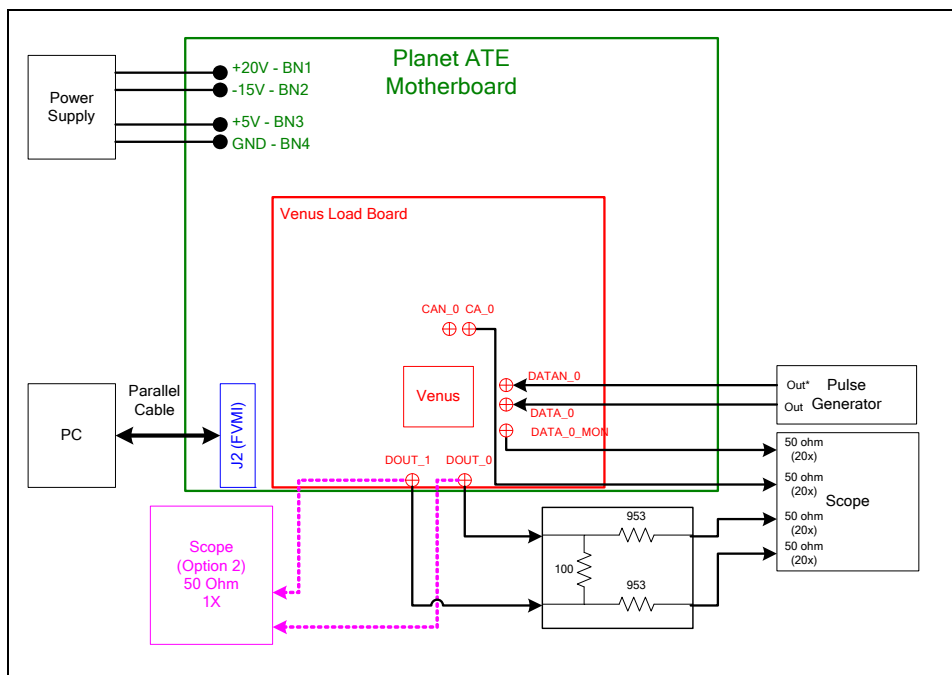 Planet ATE
Motherboard
Power
Supply
+20V - BN1
-15V - BN2
+5V - BN3
GND - BN4
Venus Load Board
CAN_0 CA_0
Venus
DATAN_0
DATA_0
DATA_0_MON
Out*
Out
Pulse
Generator
PC
Parallel
Cable
J2 (FVMI)
DOUT_1 DOUT_0
50 ohm
(20x)
50 ohm
(20x)
50 ohm
(20x)
50 ohm
(20x)
Scope
Scope
(Option 2)
50 Ohm
1X
953
100
953